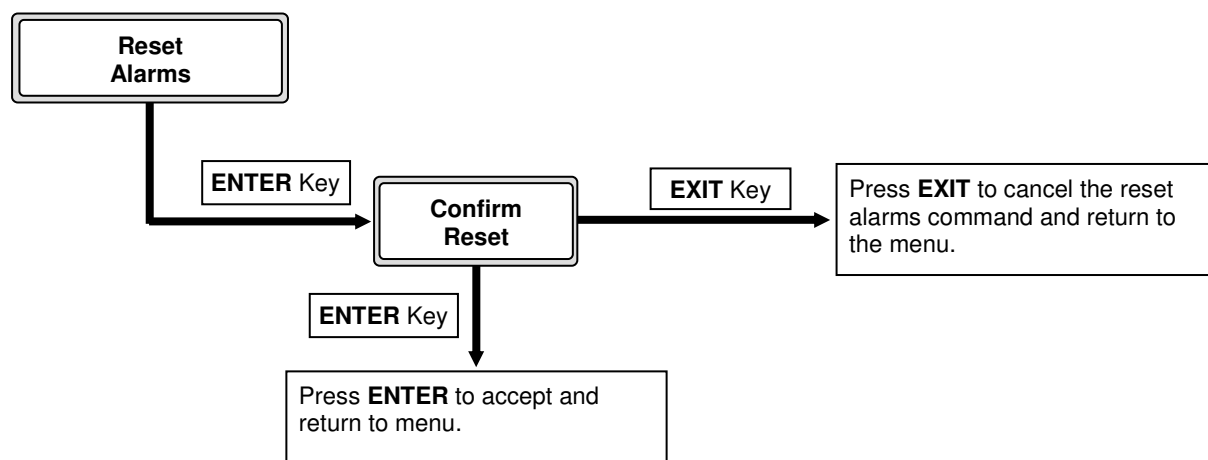 Reset
Alarms
ENTER Key
Confirm
Reset
EXIT Key
Press EXIT to cancel the reset
alarms command and return to
the menu.
ENTER Key
Press ENTER to accept and
return to menu.